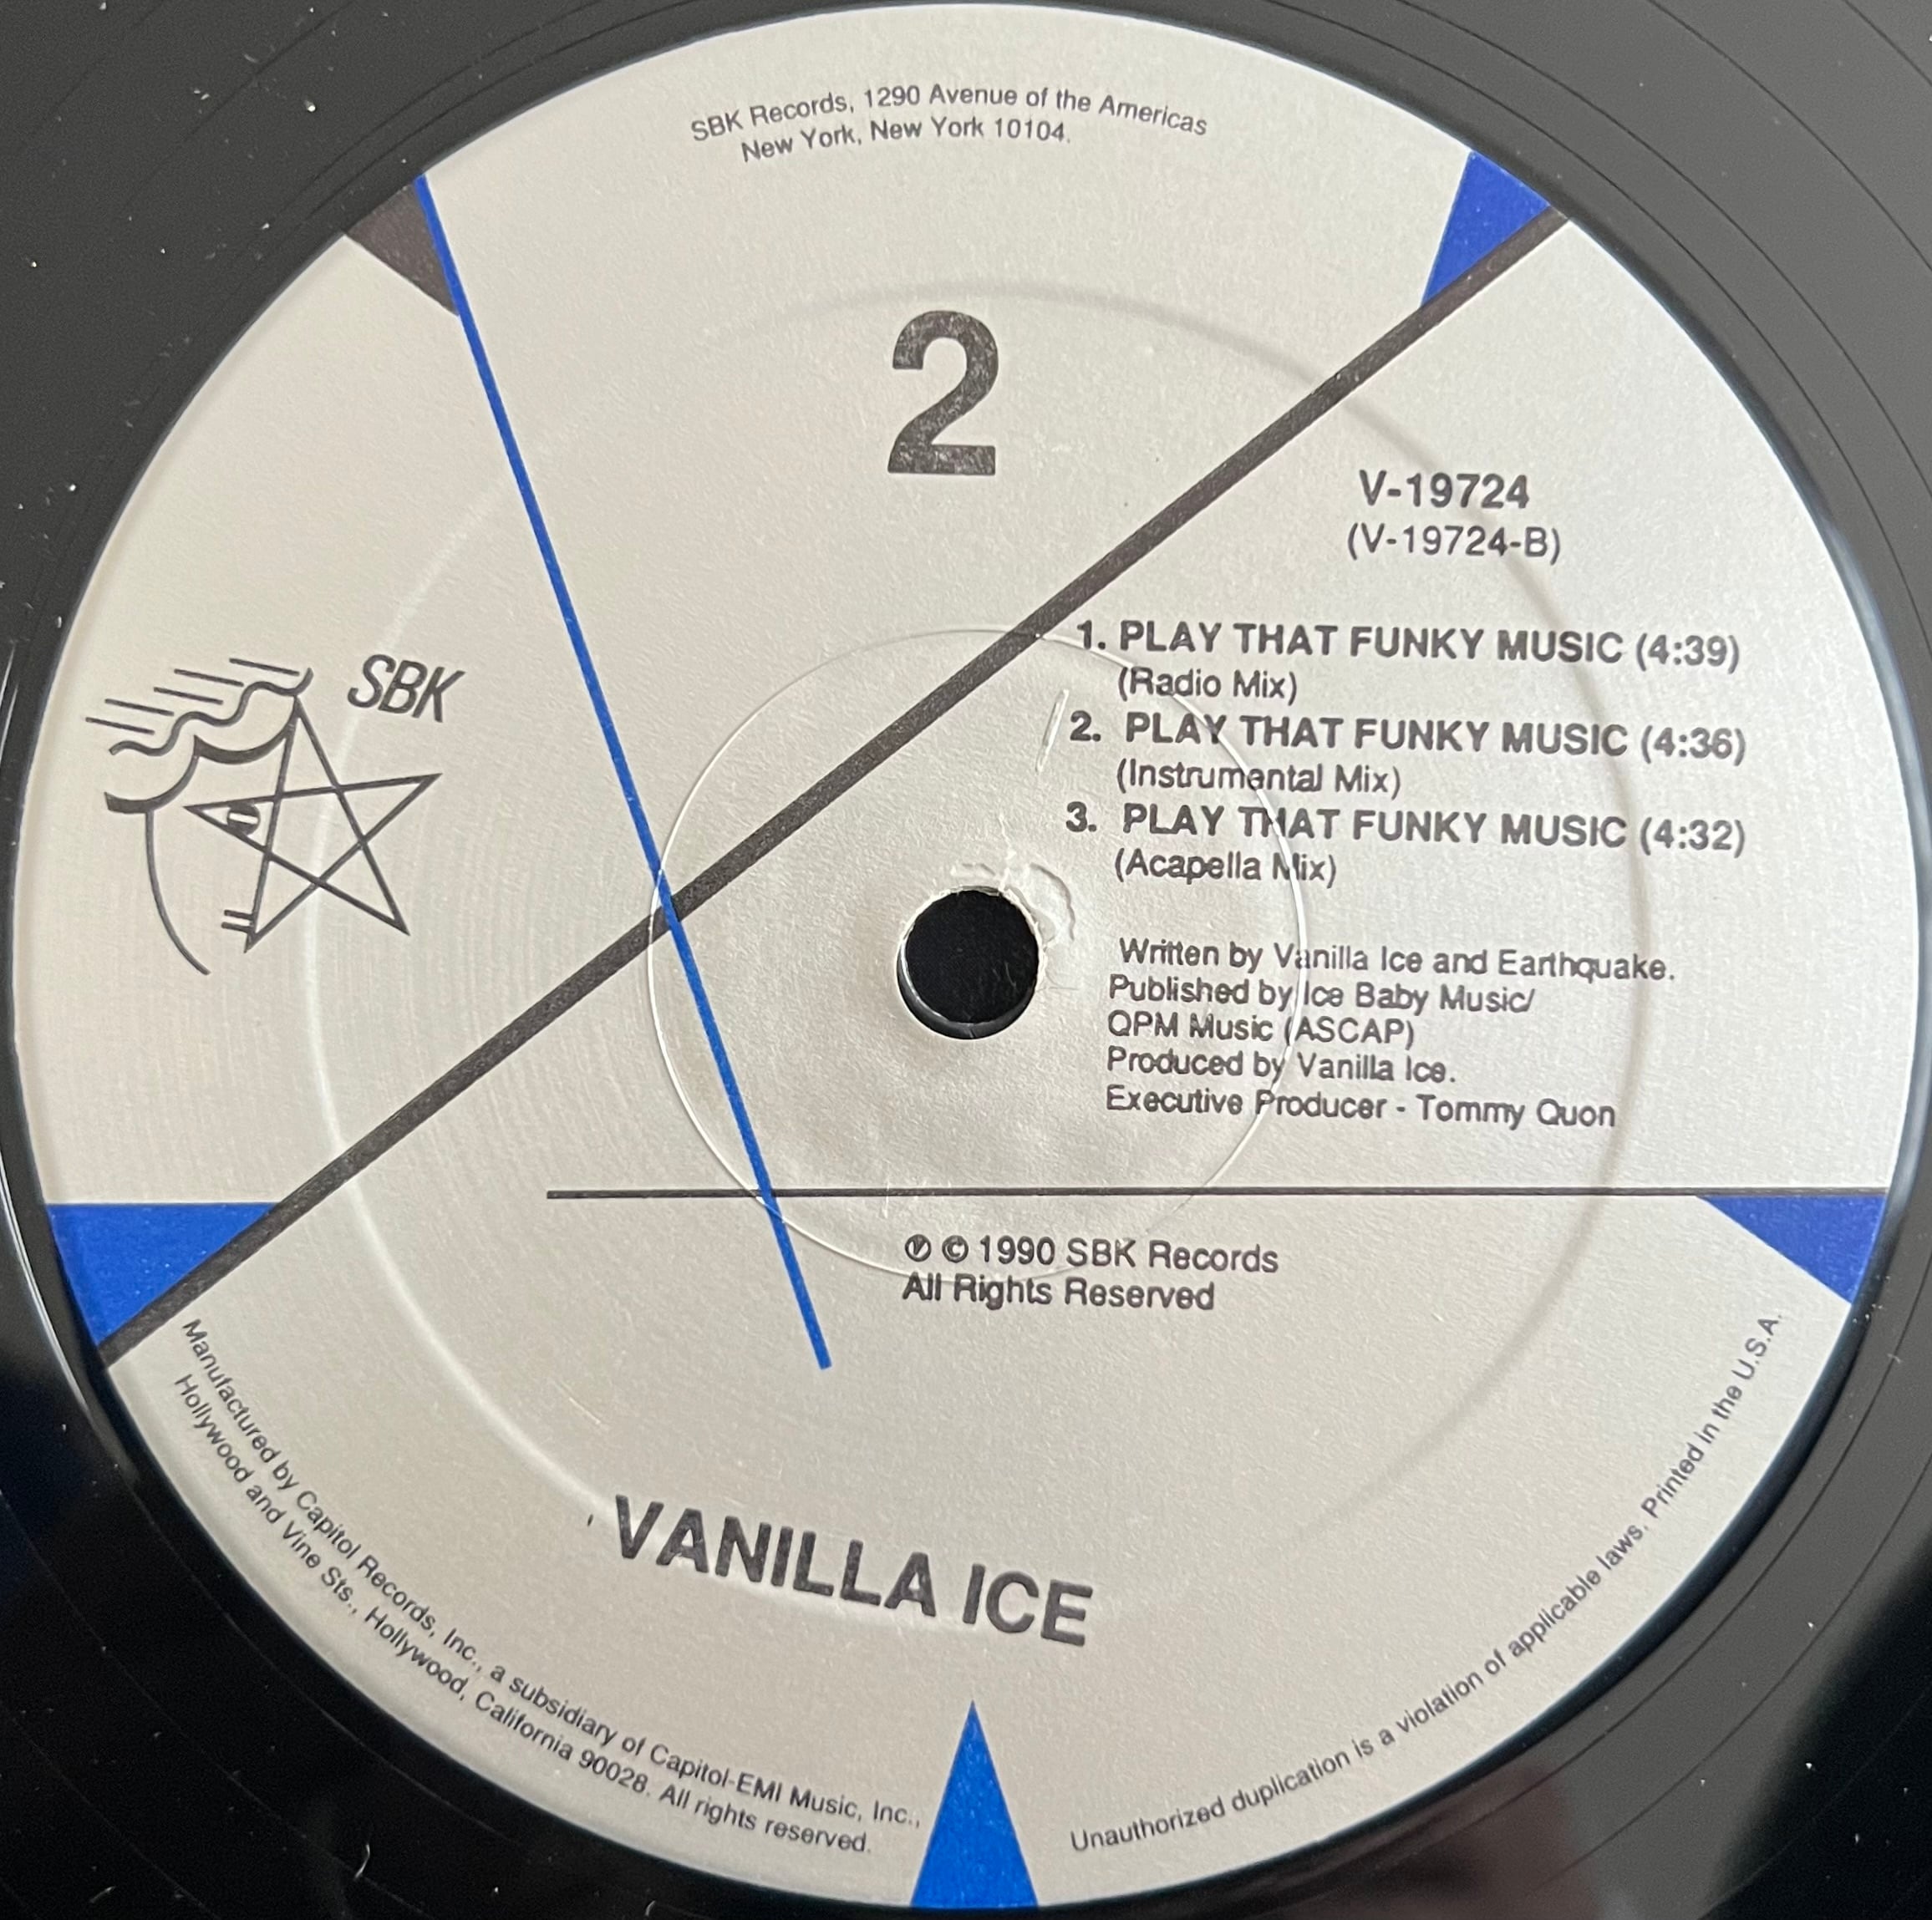 SBK Records, 1290 Avenue of the Americas
New York, New York 10104.
2
V-19724
(V-19724-B)
SBK
1. PLAY THAT FUNKY MUSIC (4:39)
(Radio Mix)
2. PLAY THAT FUNKY MUSIC (4:36)
(Instrumental Mix)
3. PLAY THAT FUNKY MUSIC (4:32)
(Acapella Mix)
Written by Vanilla Ice and Earthquake.
Published by Ice Baby Music/
QPM Music (ASCAP)
Produced by Vanilla Ice.
Executive Producer - Tommy Quon
℗ © 1990 SBK Records
All Rights Reserved
VANILLA ICE
Manufactured by Capitol Records, Inc., a subsidiary of Capitol-EMI Music, Inc.,
Hollywood and Vine Sts., Hollywood, California 90028. All rights reserved.
Unauthorized duplication is a violation of applicable laws. Printed in the U.S.A.